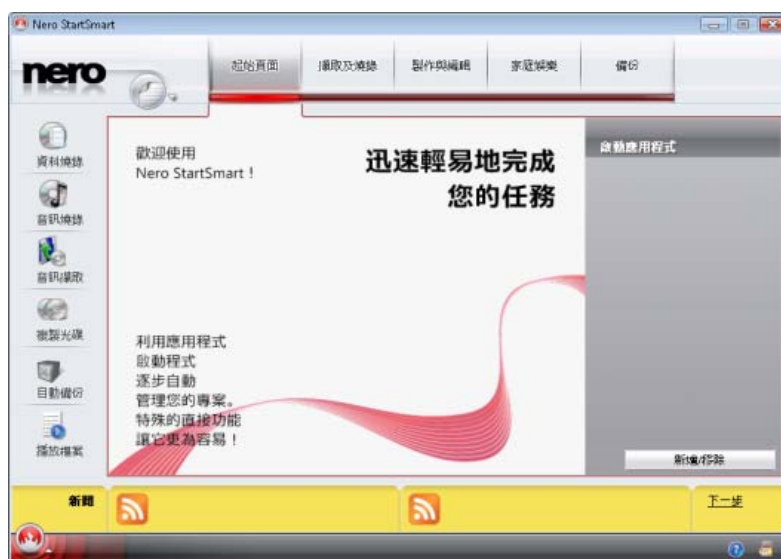 Nero StartSmart
nero
起始頁面
擷取及燒錄
製作與編輯
家庭娛樂
備份
資料燒錄
音訊燒錄
音訊擷取
複製光碟
自動備份
播放檔案
歡迎使用
Nero StartSmart !
迅速輕易地完成
您的任務
利用應用程式
啟動程式
逐步自動
管理您的專案。
特殊的直接功能
讓它更為容易！
啟動應用程式
新增/移除
新聞
下一步